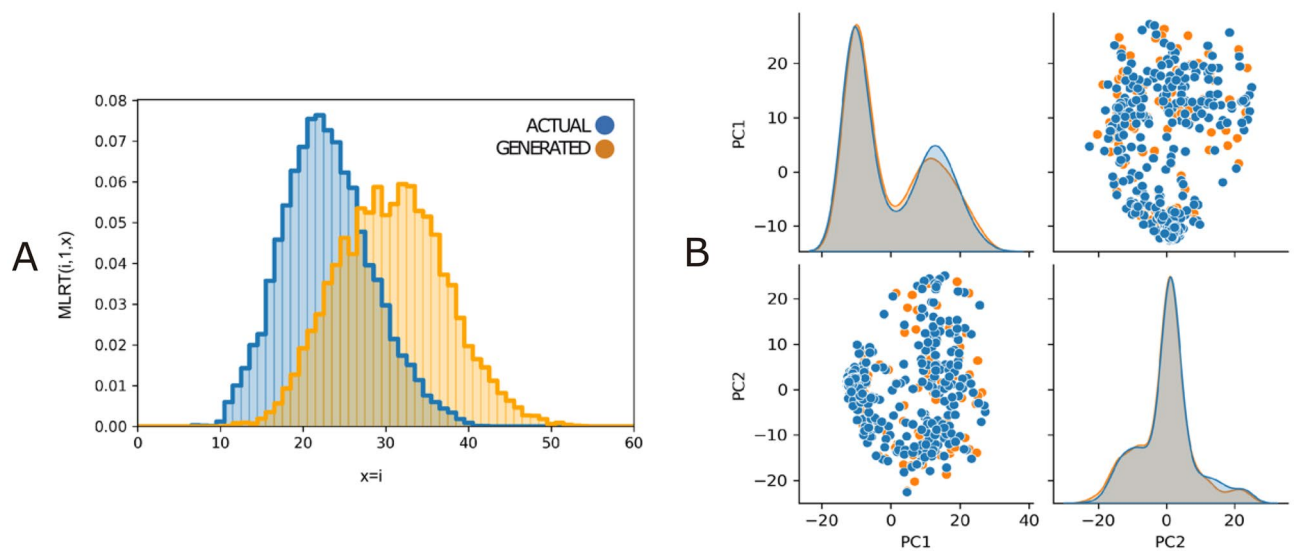 A
MLRT(i,1,x)
0.08
0.07
0.06
0.05
0.04
0.03
0.02
0.01
0.00
0 10 20 30 40 50 60
x=i
ACTUAL
GENERATED
B
PC1
20
10
0
−10
PC2
20
10
0
−10
−20
−20 0 20 40
PC1
−20 0 20
PC2